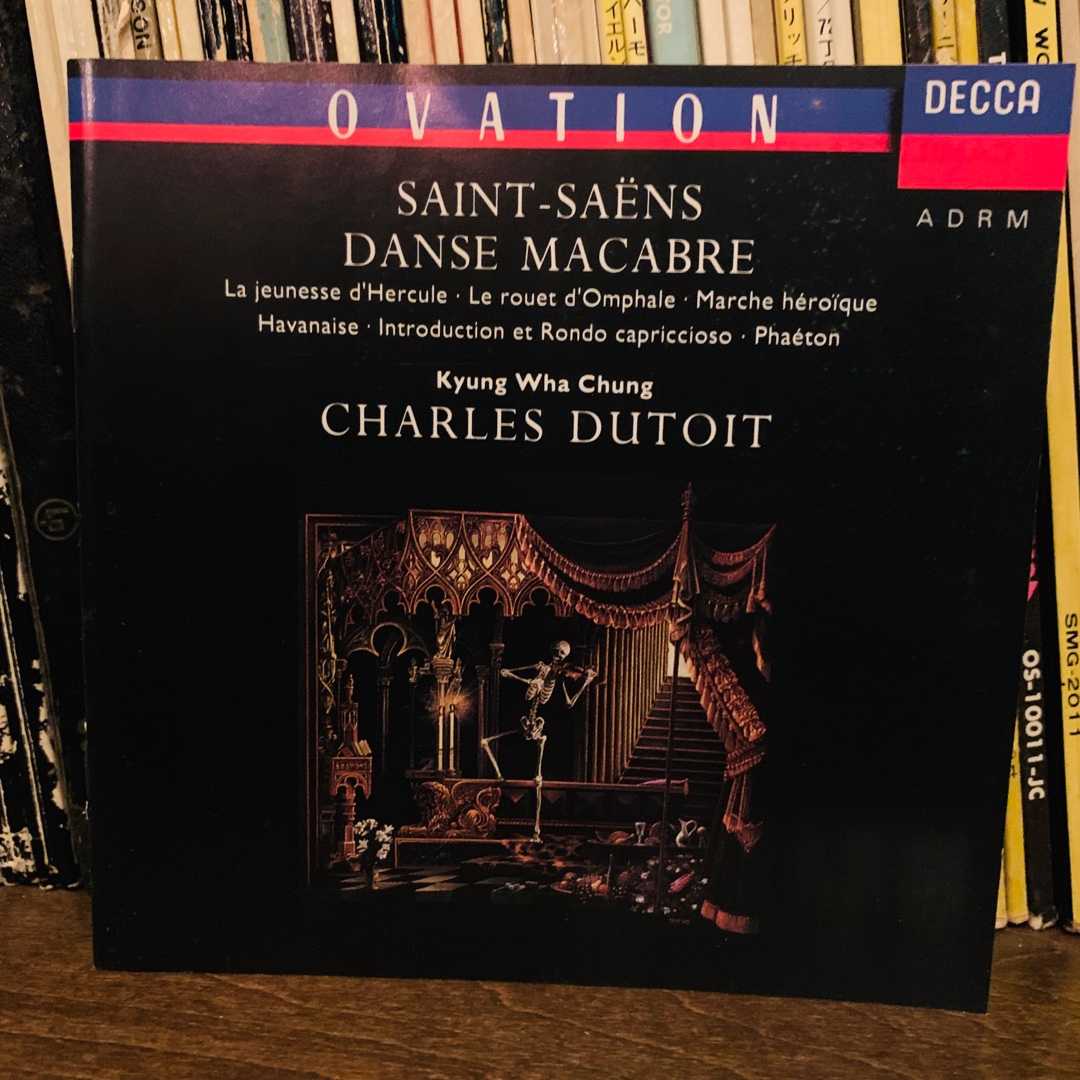 OVATION
DECCA
ADRM
SAINT-SAËNS
DANSE MACABRE
La jeunesse d'Hercule · Le rouet d'Omphale · Marche héroïque
Havanaise · Introduction et Rondo capriccioso · Phaéton
Kyung Wha Chung
CHARLES DUTOIT
SMG-2011
OS-10011-JC